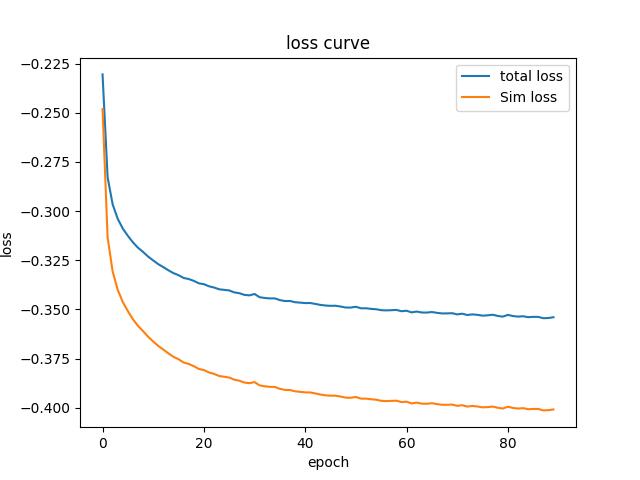 loss curve
total loss
Sim loss
−0.225
−0.250
−0.275
−0.300
−0.325
−0.350
−0.375
−0.400
loss
0 20 40 60 80
epoch